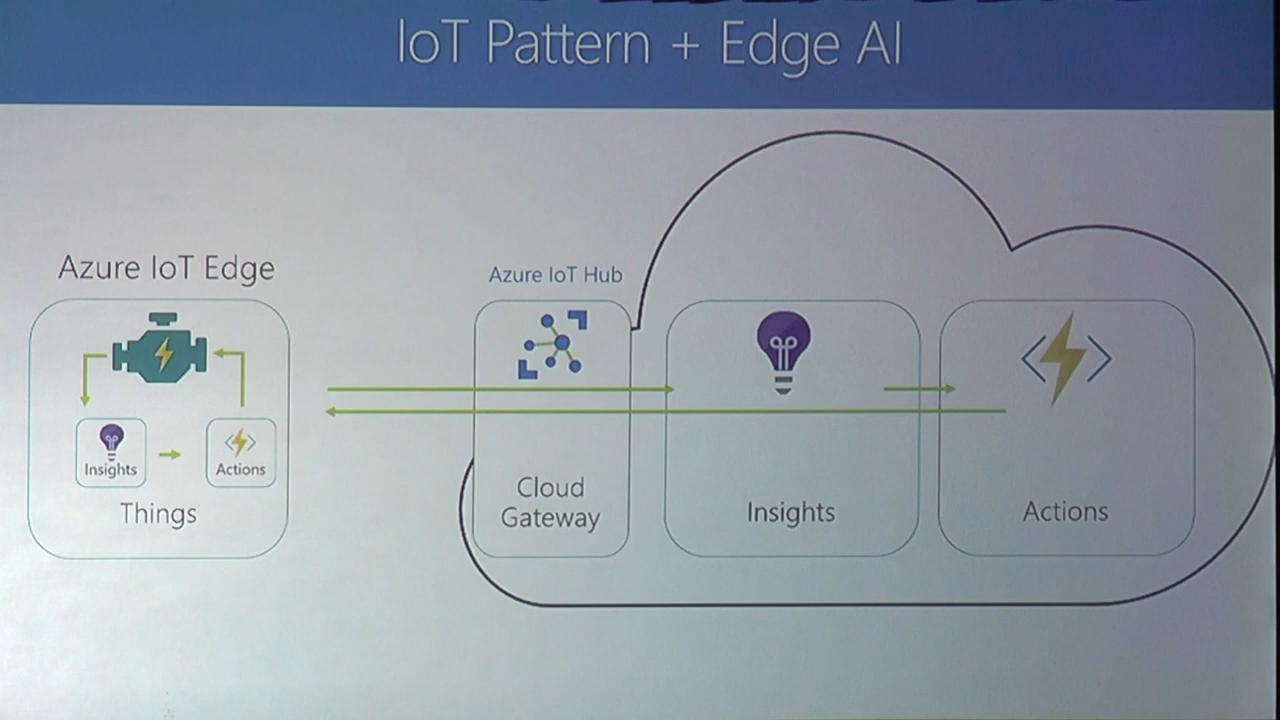 IoT Pattern + Edge AI
Azure IoT Edge
Insights
Actions
Things
Azure IoT Hub
Cloud
Gateway
Insights
Actions